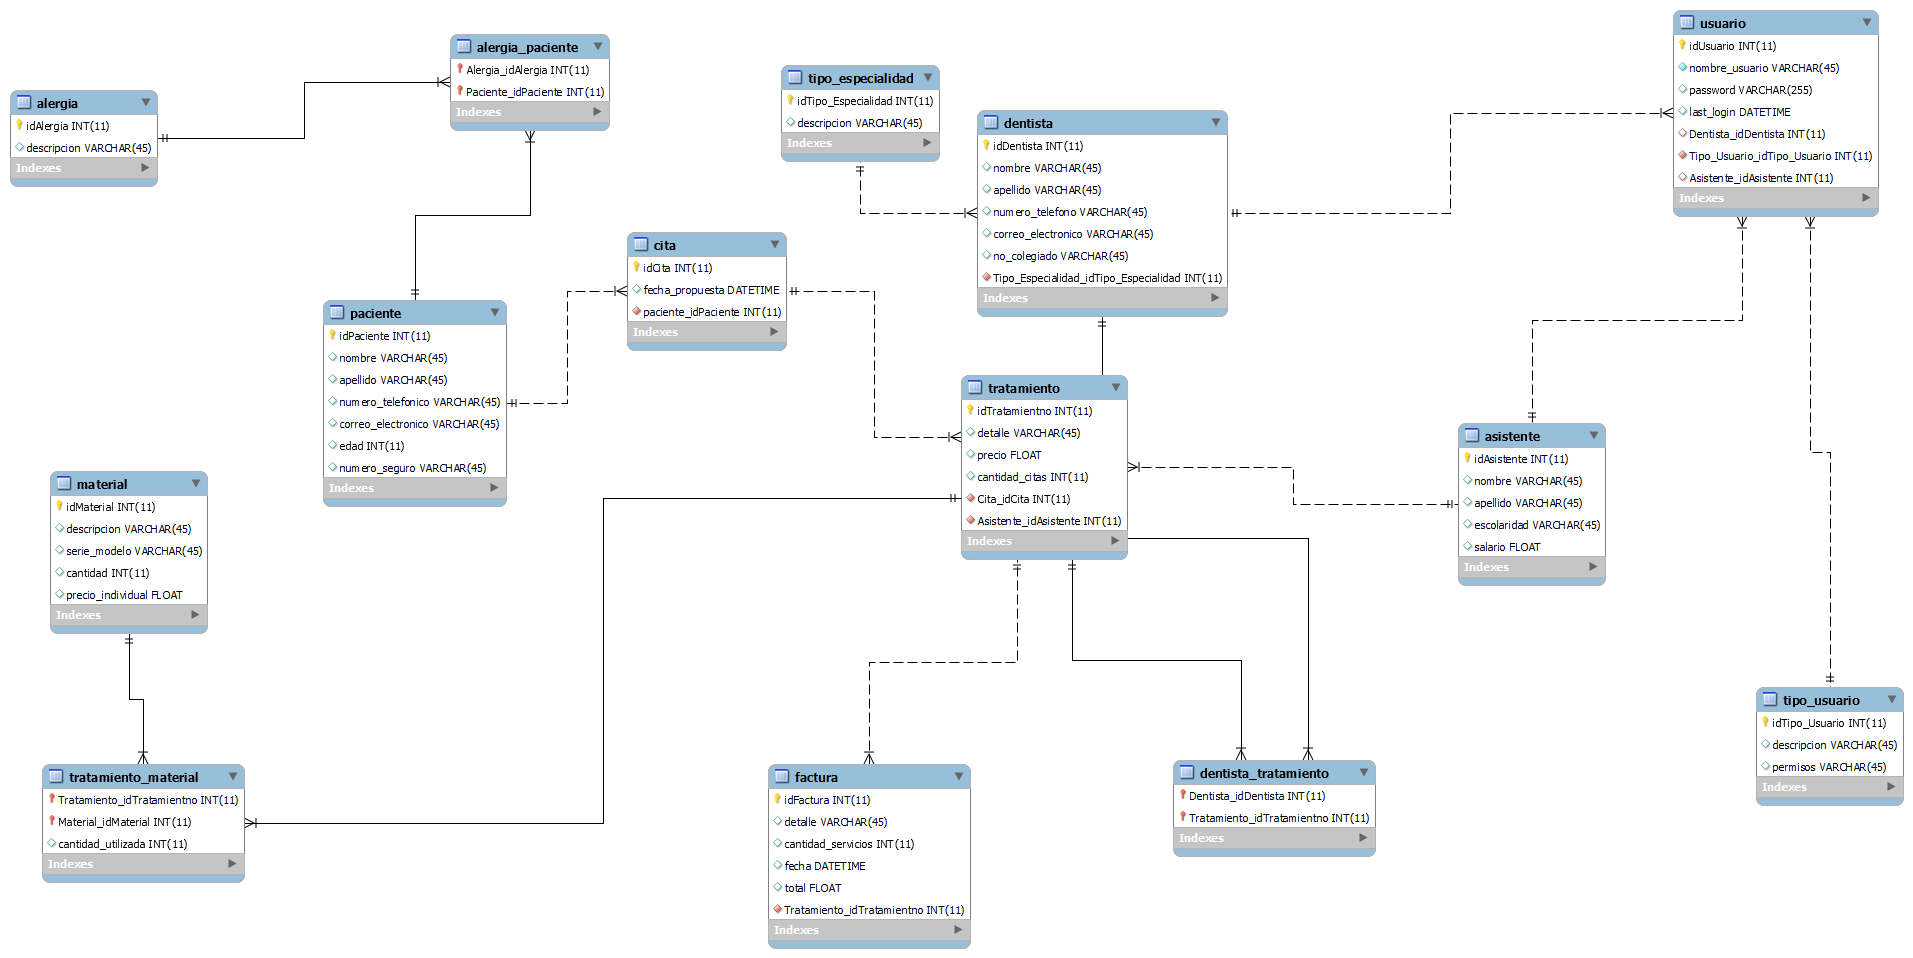 alergia
idAlergia INT(11)
descripcion VARCHAR(45)
Indexes
alergia_paciente
Alergia_idAlergia INT(11)
Paciente_idPaciente INT(11)
Indexes
tipo_especialidad
idTipo_Especialidad INT(11)
descripcion VARCHAR(45)
Indexes
dentista
idDentista INT(11)
nombre VARCHAR(45)
apellido VARCHAR(45)
numero_telefono VARCHAR(45)
correo_electronico VARCHAR(45)
no_colegiado VARCHAR(45)
Tipo_Especialidad_idTipo_Especialidad INT(11)
Indexes
usuario
idUsuario INT(11)
nombre_usuario VARCHAR(45)
password VARCHAR(255)
last_login DATETIME
Dentista_idDentista INT(11)
Tipo_Usuario_idTipo_Usuario INT(11)
Asistente_idAsistente INT(11)
Indexes
cita
idCita INT(11)
fecha_propuesta DATETIME
paciente_idPaciente INT(11)
Indexes
paciente
idPaciente INT(11)
nombre VARCHAR(45)
apellido VARCHAR(45)
numero_telefonico VARCHAR(45)
correo_electronico VARCHAR(45)
edad INT(11)
numero_seguro VARCHAR(45)
Indexes
tratamiento
idTratamientno INT(11)
detalle VARCHAR(45)
precio FLOAT
cantidad_citas INT(11)
Cita_idCita INT(11)
Asistente_idAsistente INT(11)
Indexes
asistente
idAsistente INT(11)
nombre VARCHAR(45)
apellido VARCHAR(45)
escolaridad VARCHAR(45)
salario FLOAT
Indexes
material
idMaterial INT(11)
descripcion VARCHAR(45)
serie_modelo VARCHAR(45)
cantidad INT(11)
precio_individual FLOAT
Indexes
tratamiento_material
Tratamiento_idTratamientno INT(11)
Material_idMaterial INT(11)
cantidad_utilizada INT(11)
Indexes
factura
idFactura INT(11)
detalle VARCHAR(45)
cantidad_servicios INT(11)
fecha DATETIME
total FLOAT
Tratamiento_idTratamientno INT(11)
Indexes
dentista_tratamiento
Dentista_idDentista INT(11)
Tratamiento_idTratamientno INT(11)
Indexes
tipo_usuario
idTipo_Usuario INT(11)
descripcion VARCHAR(45)
permisos VARCHAR(45)
Indexes